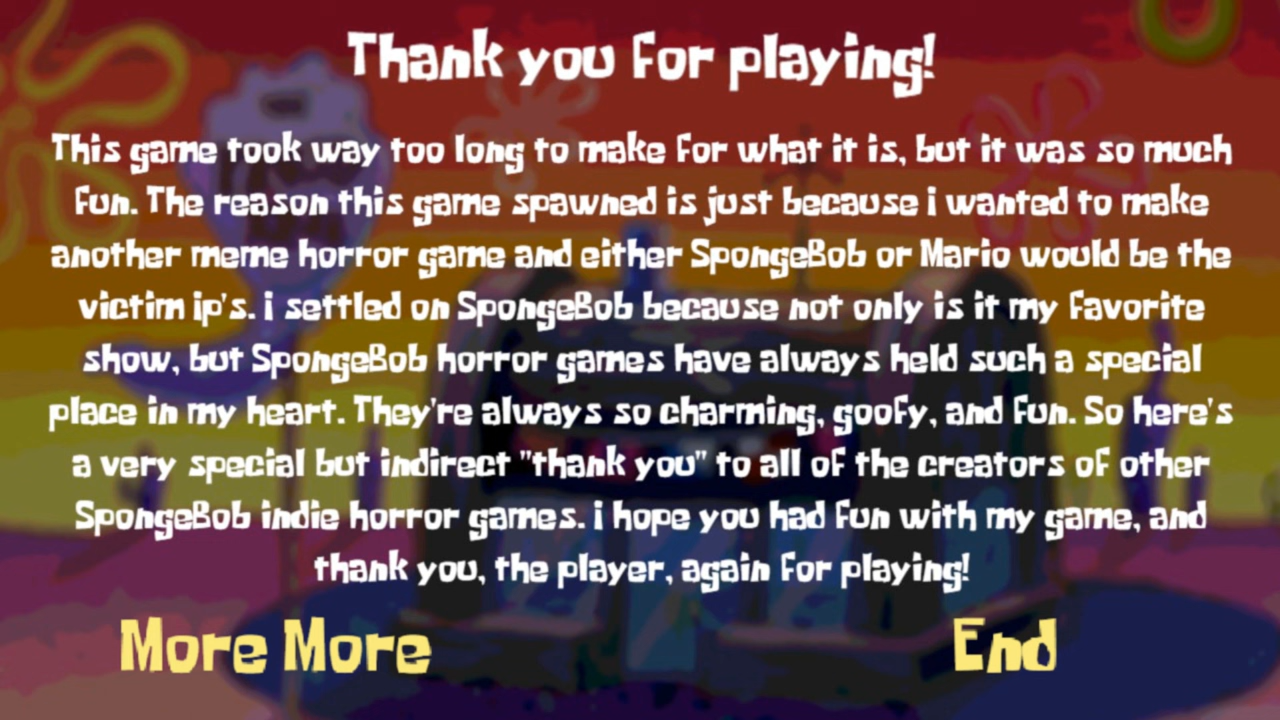 Thank you for playing!
This game took way too long to make for what it is, but it was so much
fun. The reason this game spawned is just because i wanted to make
another meme horror game and either SpongeBob or Mario would be the
victim ip's. i settled on SpongeBob because not only is it my favorite
show, but SpongeBob horror games have always held such a special
place in my heart. They're always so charming, goofy, and fun. So here's
a very special but indirect "thank you" to all of the creators of other
SpongeBob indie horror games. i hope you had fun with my game, and
thank you, the player, again for playing!
More More
End